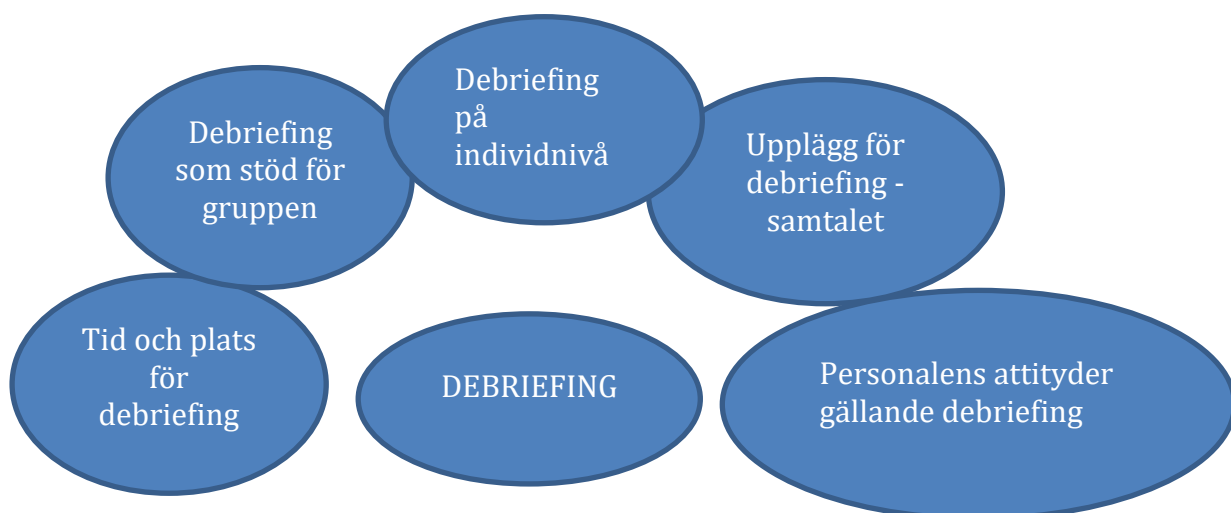 Debriefing
på
individnivå
Debriefing
som stöd för
gruppen
Upplägg för
debriefing -
samtalet
Tid och plats
för
debriefing
DEBRIEFING
Personalens attityder
gällande debriefing